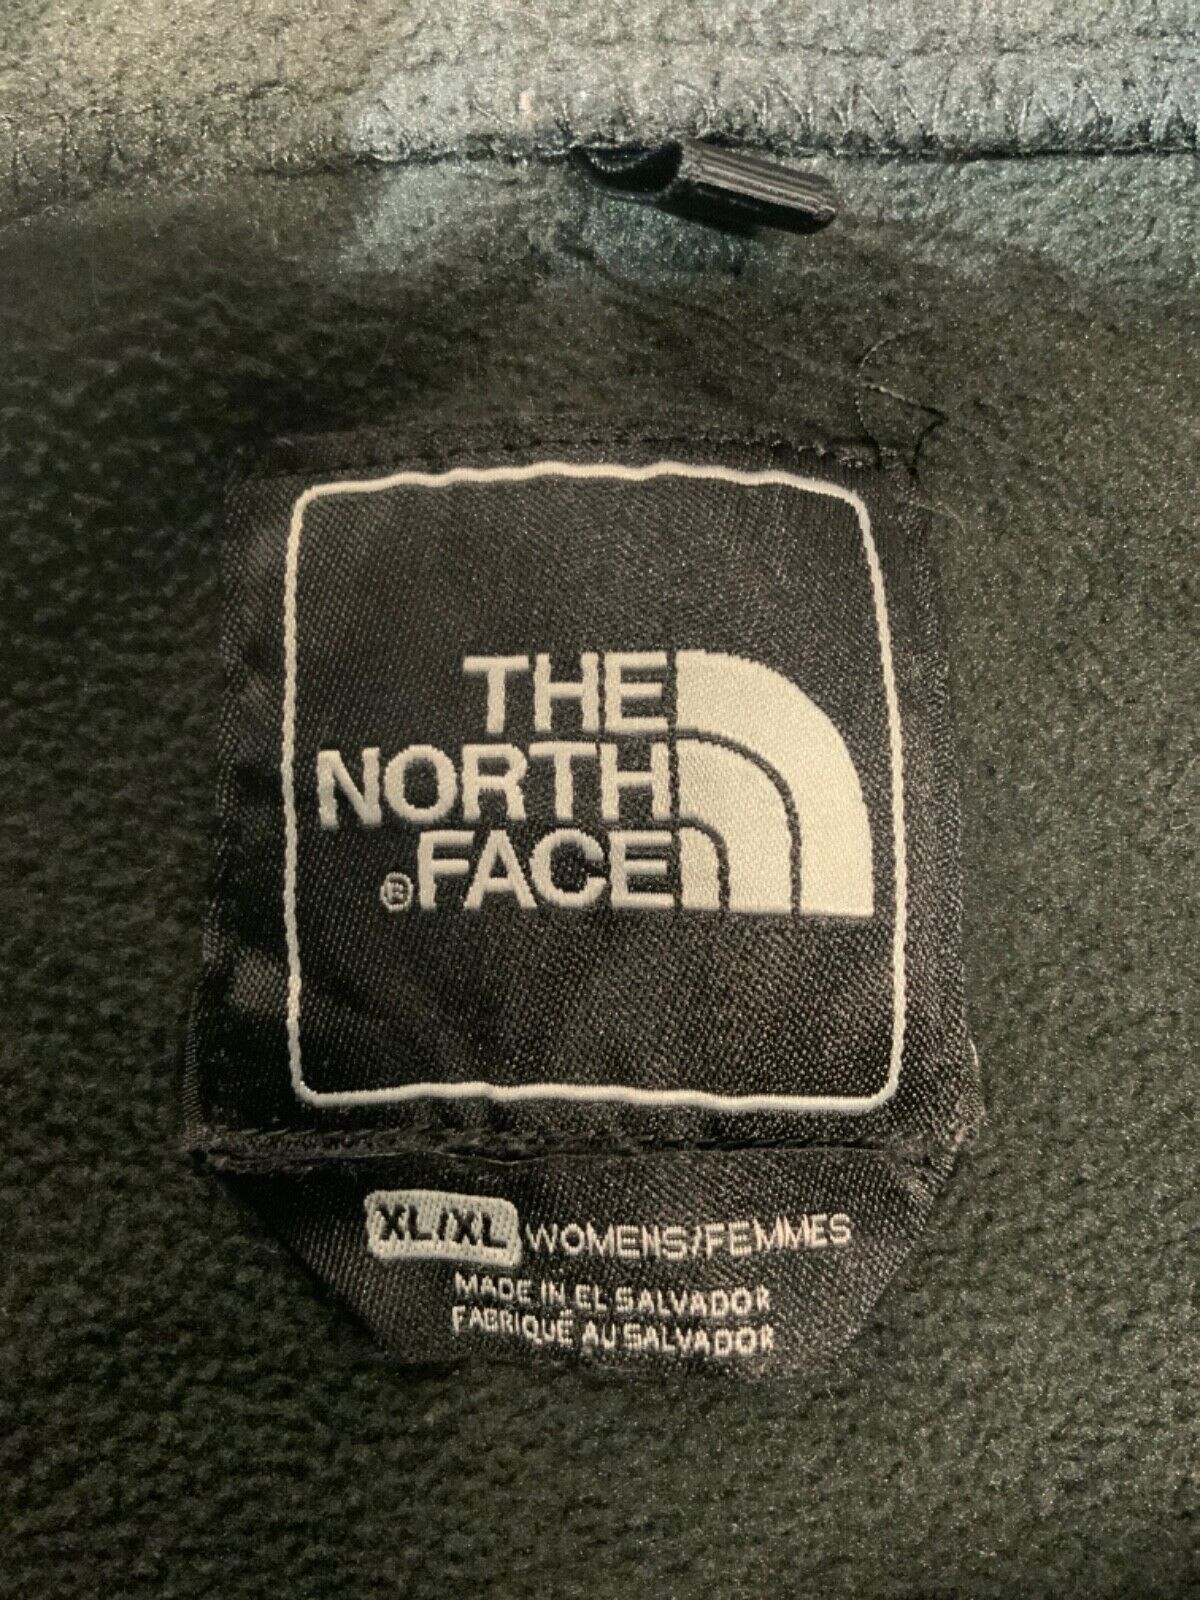 THE
NORTH
®FACE
XL/XL WOMENS/FEMMES
MADE IN EL SALVADOR
FABRIQUÉ AU SALVADOR